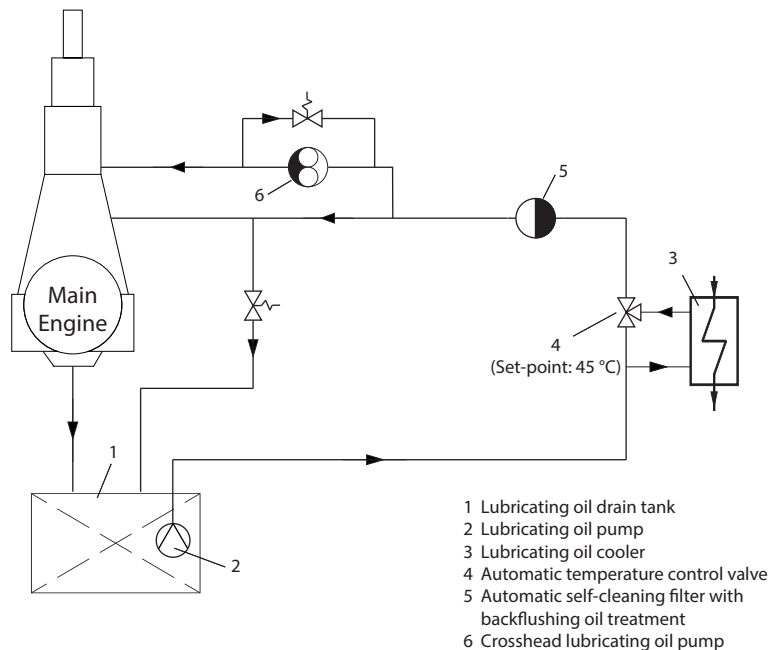 6
5
3
Main
Engine
4
(Set-point: 45 °C)
1
2
1 Lubricating oil drain tank
2 Lubricating oil pump
3 Lubricating oil cooler
4 Automatic temperature control valve
5 Automatic self-cleaning filter with
backflushing oil treatment
6 Crosshead lubricating oil pump